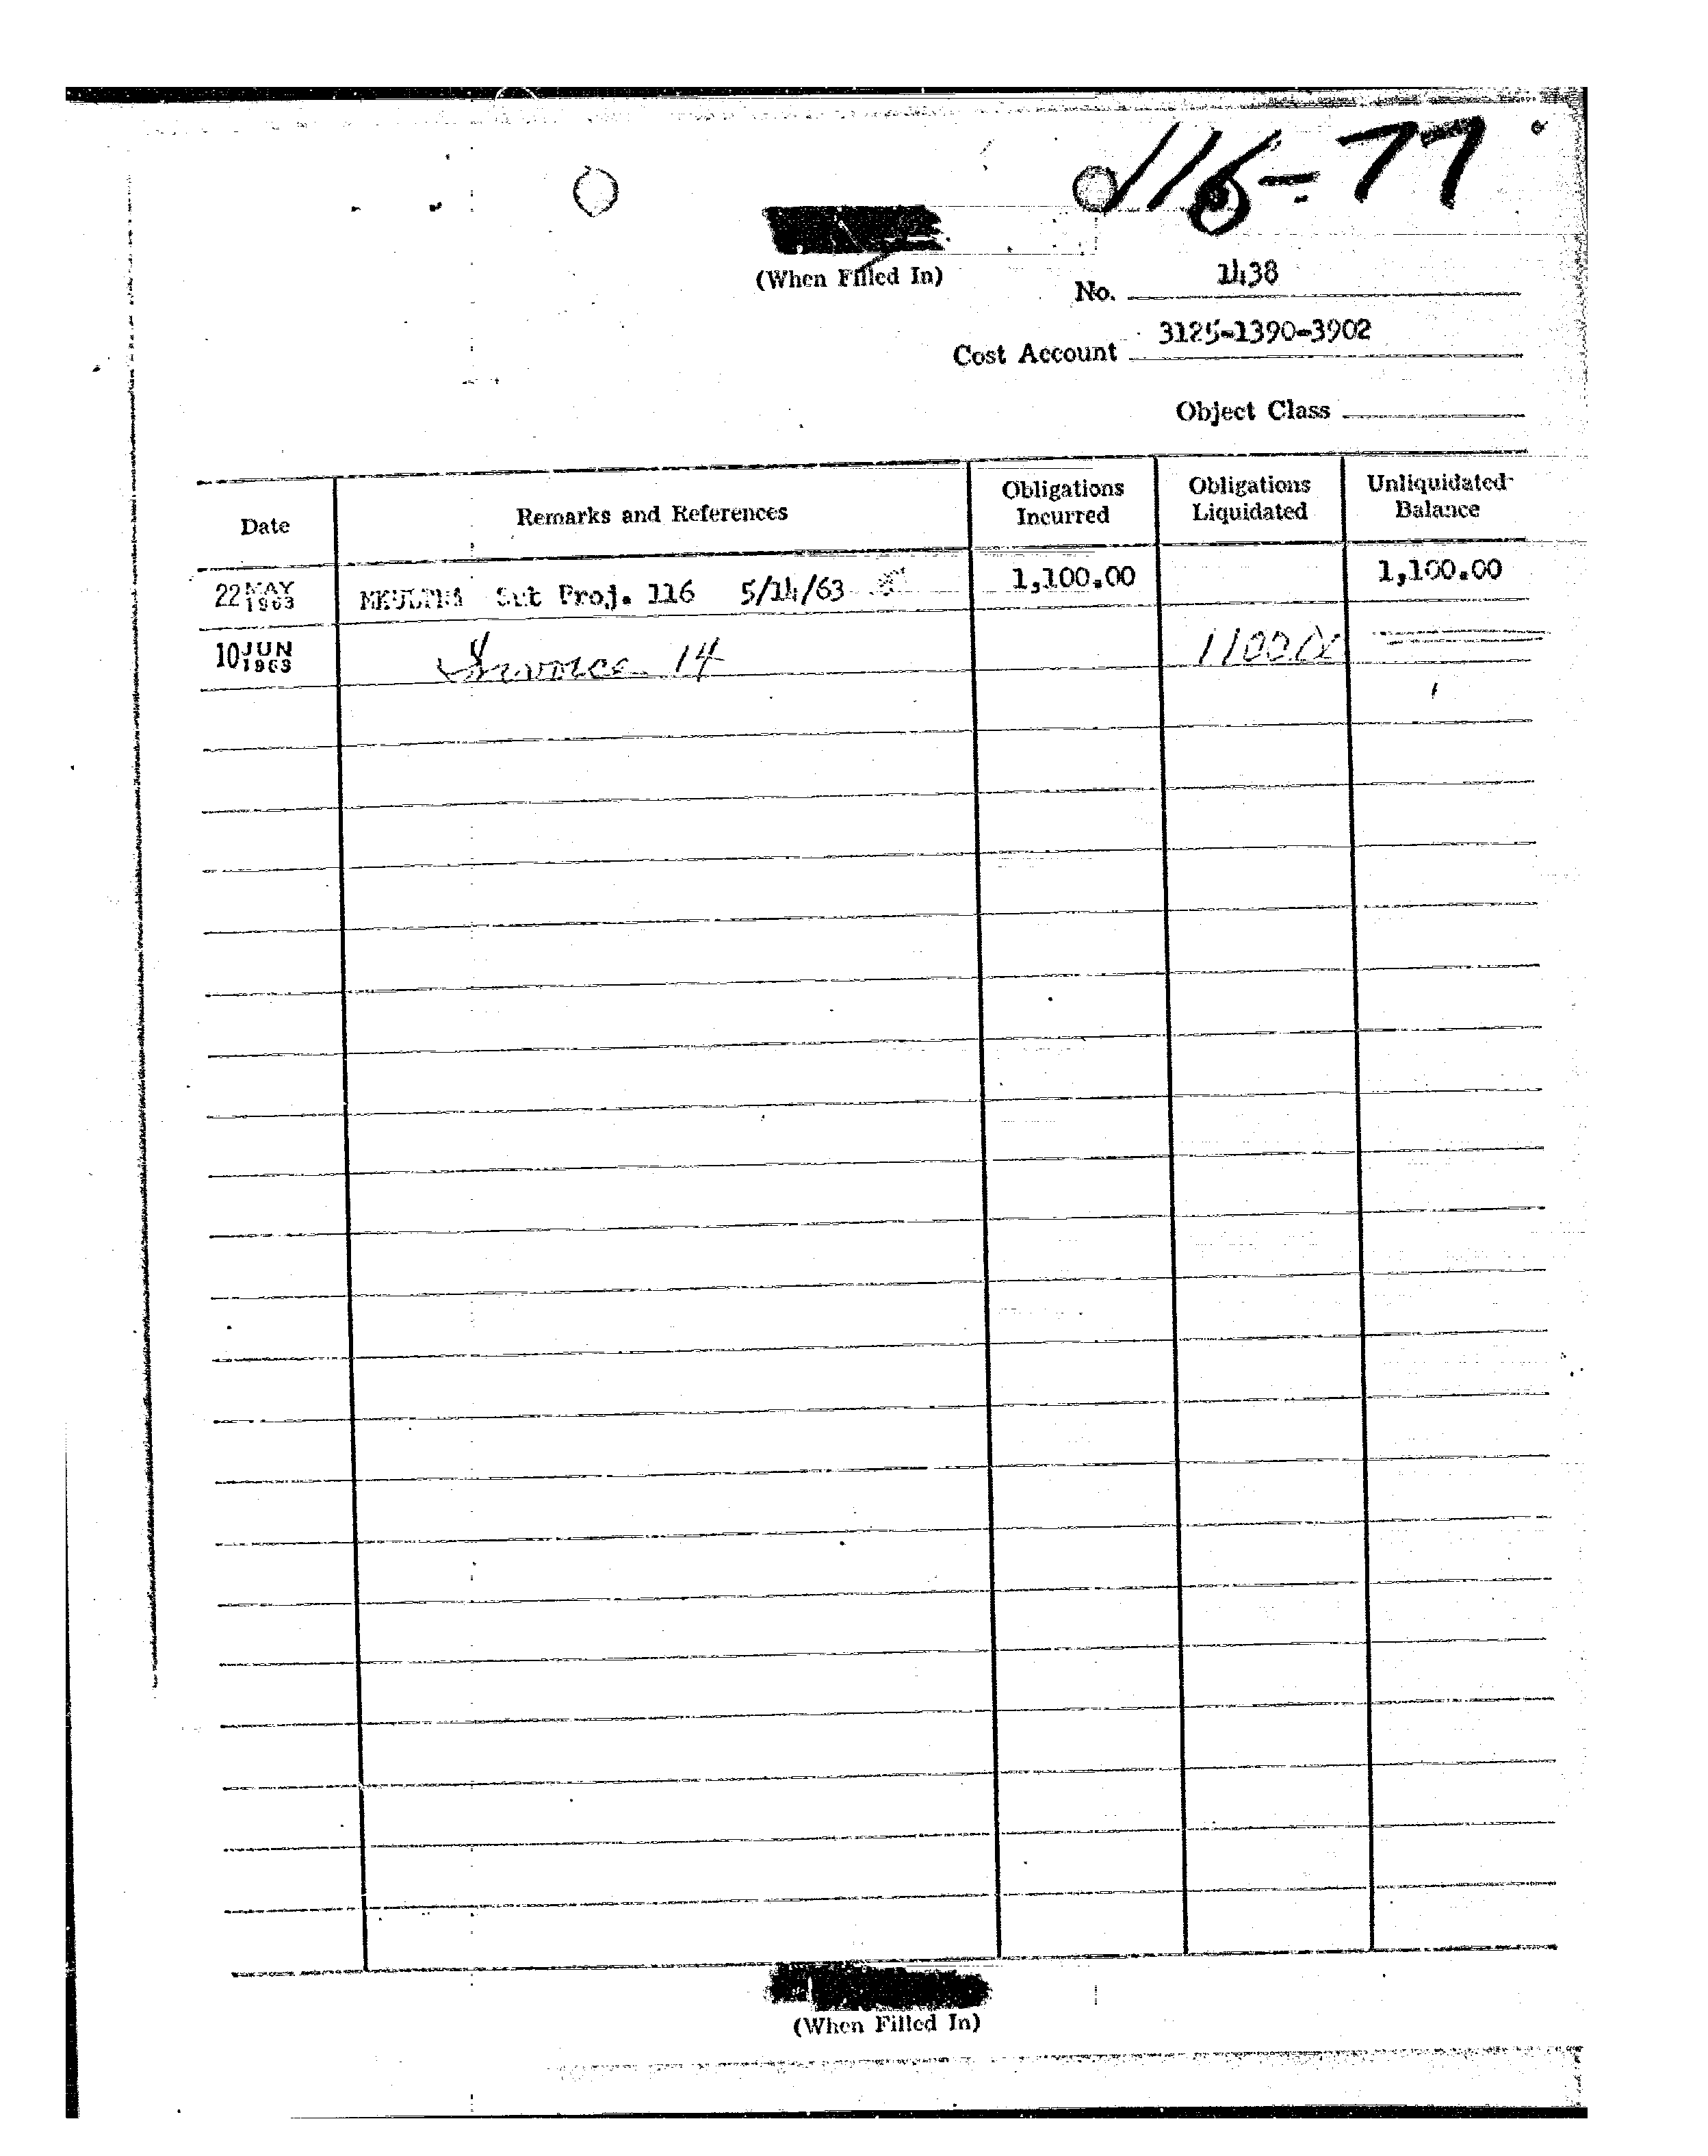 116-77
(When Filled In)
No. 1438
Cost Account 3125-1390-3902
Object Class
Date Remarks and References Obligations Incurred Obligations Liquidated Unliquidated Balance
22 MAY 1963 MKULTRA Sut Proj. 116 5/14/63 1,100.00 1,100.00
10 JUN 1963 Invoice 14 1100.00
(When Filled In)